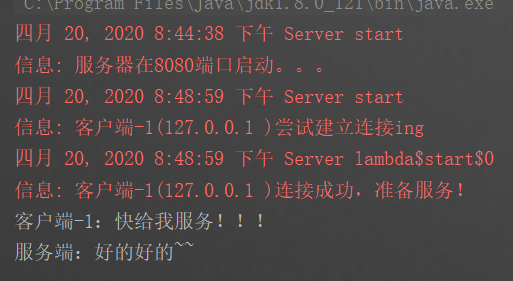 C:\Program Files\Java\jdk1.8.0_121\bin\java.exe
四月 20, 2020 8:44:38 下午 Server start
信息: 服务器在8080端口启动。。。
四月 20, 2020 8:48:59 下午 Server start
信息: 客户端-1(127.0.0.1 )尝试建立连接ing
四月 20, 2020 8:48:59 下午 Server lambda$start$0
信息: 客户端-1(127.0.0.1 )连接成功，准备服务！
客户端-1：快给我服务！！！
服务端：好的好的~~